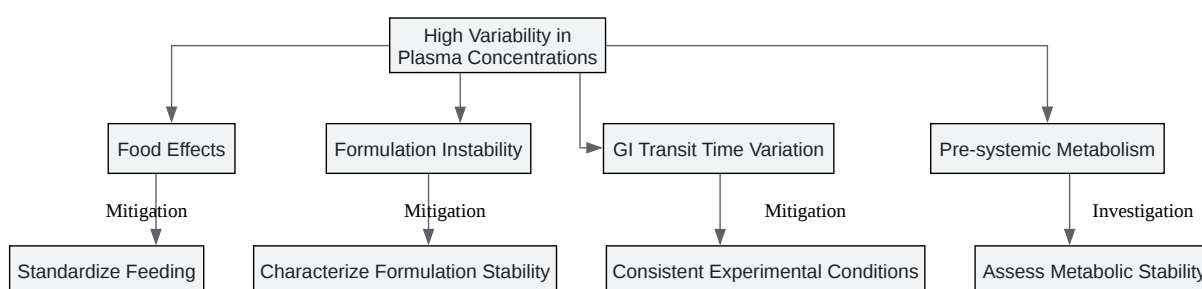 High Variability in
Plasma Concentrations
Food Effects
Formulation Instability
GI Transit Time Variation
Pre-systemic Metabolism
Mitigation
Mitigation
Mitigation
Investigation
Standardize Feeding
Characterize Formulation Stability
Consistent Experimental Conditions
Assess Metabolic Stability